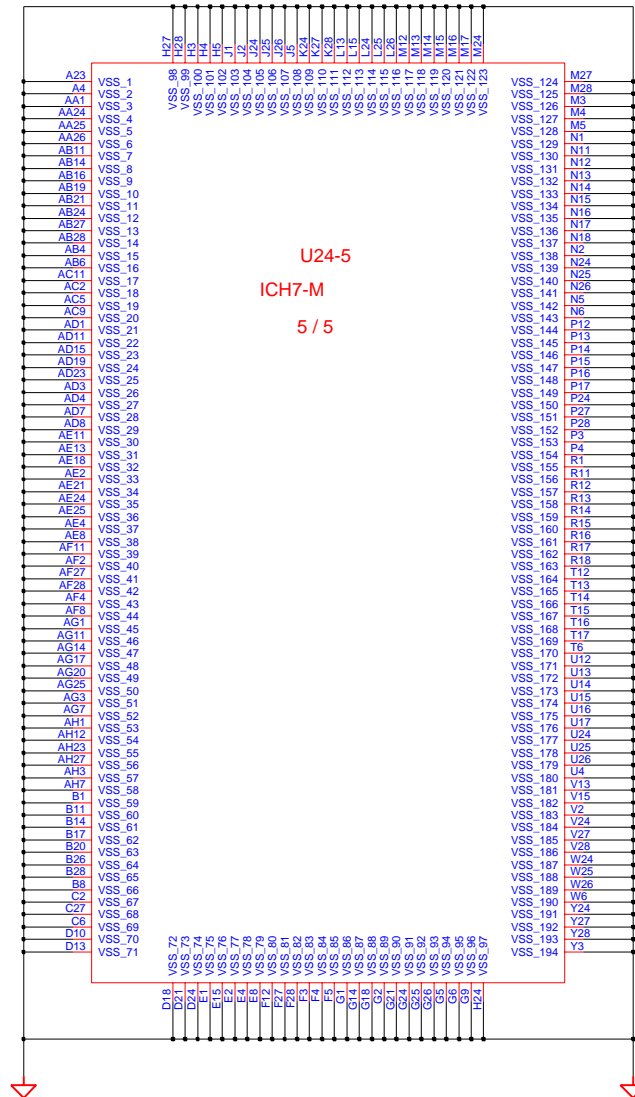 H27 H28 H3 H4 H5 J1 J2 J24 J25 J26 J5 K24 K27 K28 L13 L15 L24 L25 L26 M12 M13 M14 M15 M16 M17 M24
VSS_98 VSS_99 VSS_100 VSS_101 VSS_102 VSS_103 VSS_104 VSS_105 VSS_106 VSS_107 VSS_108 VSS_109 VSS_110 VSS_111 VSS_112 VSS_113 VSS_114 VSS_115 VSS_116 VSS_117 VSS_118 VSS_119 VSS_120 VSS_121 VSS_122 VSS_123
A23 VSS_1 VSS_124 M27
A4 VSS_2 VSS_125 M28
AA1 VSS_3 VSS_126 M3
AA24 VSS_4 VSS_127 M4
AA25 VSS_5 VSS_128 M5
AA26 VSS_6 VSS_129 N1
AB11 VSS_7 VSS_130 N11
AB14 VSS_8 VSS_131 N12
AB16 VSS_9 VSS_132 N13
AB19 VSS_10 VSS_133 N14
AB21 VSS_11 VSS_134 N15
AB24 VSS_12 VSS_135 N16
AB27 VSS_13 VSS_136 N17
AB28 VSS_14 VSS_137 N18
U24-5
AB4 VSS_15 VSS_138 N2
AB6 VSS_16 VSS_139 N24
AC11 VSS_17 VSS_140 N25
ICH7-M
AC2 VSS_18 VSS_141 N26
AC5 VSS_19 VSS_142 N5
AC9 VSS_20 VSS_143 N6
5 / 5
AD1 VSS_21 VSS_144 P12
AD11 VSS_22 VSS_145 P13
AD15 VSS_23 VSS_146 P14
AD19 VSS_24 VSS_147 P15
AD23 VSS_25 VSS_148 P16
AD3 VSS_26 VSS_149 P17
AD4 VSS_27 VSS_150 P24
AD7 VSS_28 VSS_151 P27
AD8 VSS_29 VSS_152 P28
AE11 VSS_30 VSS_153 P3
AE13 VSS_31 VSS_154 P4
AE18 VSS_32 VSS_155 R1
AE2 VSS_33 VSS_156 R11
AE21 VSS_34 VSS_157 R12
AE24 VSS_35 VSS_158 R13
AE25 VSS_36 VSS_159 R14
AE4 VSS_37 VSS_160 R15
AE8 VSS_38 VSS_161 R16
AF11 VSS_39 VSS_162 R17
AF2 VSS_40 VSS_163 R18
AF27 VSS_41 VSS_164 T12
AF28 VSS_42 VSS_165 T13
AF4 VSS_43 VSS_166 T14
AF8 VSS_44 VSS_167 T15
AG1 VSS_45 VSS_168 T16
AG11 VSS_46 VSS_169 T17
AG14 VSS_47 VSS_170 T6
AG17 VSS_48 VSS_171 U12
AG20 VSS_49 VSS_172 U13
AG25 VSS_50 VSS_173 U14
AG3 VSS_51 VSS_174 U15
AG7 VSS_52 VSS_175 U16
AH1 VSS_53 VSS_176 U17
AH12 VSS_54 VSS_177 U24
AH23 VSS_55 VSS_178 U25
AH27 VSS_56 VSS_179 U26
AH3 VSS_57 VSS_180 U4
AH7 VSS_58 VSS_181 V13
B1 VSS_59 VSS_182 V15
B11 VSS_60 VSS_183 V2
B14 VSS_61 VSS_184 V24
B17 VSS_62 VSS_185 V27
B20 VSS_63 VSS_186 V28
B26 VSS_64 VSS_187 W24
B28 VSS_65 VSS_188 W25
B8 VSS_66 VSS_189 W26
C2 VSS_67 VSS_190 W6
C27 VSS_68 VSS_191 Y24
C6 VSS_69 VSS_192 Y27
D10 VSS_70 VSS_193 Y28
D13 VSS_71 VSS_194 Y3
VSS_72 VSS_73 VSS_74 VSS_75 VSS_76 VSS_77 VSS_78 VSS_79 VSS_80 VSS_81 VSS_82 VSS_83 VSS_84 VSS_85 VSS_86 VSS_87 VSS_88 VSS_89 VSS_90 VSS_91 VSS_92 VSS_93 VSS_94 VSS_95 VSS_96 VSS_97
D18 D21 D24 E1 E15 E2 E4 E8 F12 F27 F28 F3 F4 F5 G1 G14 G18 G2 G21 G24 G25 G26 G5 G6 G9 H24